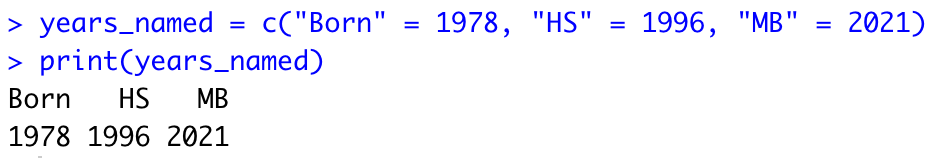 > years_named = c("Born" = 1978, "HS" = 1996, "MB" = 2021)
> print(years_named)
Born   HS   MB
1978 1996 2021